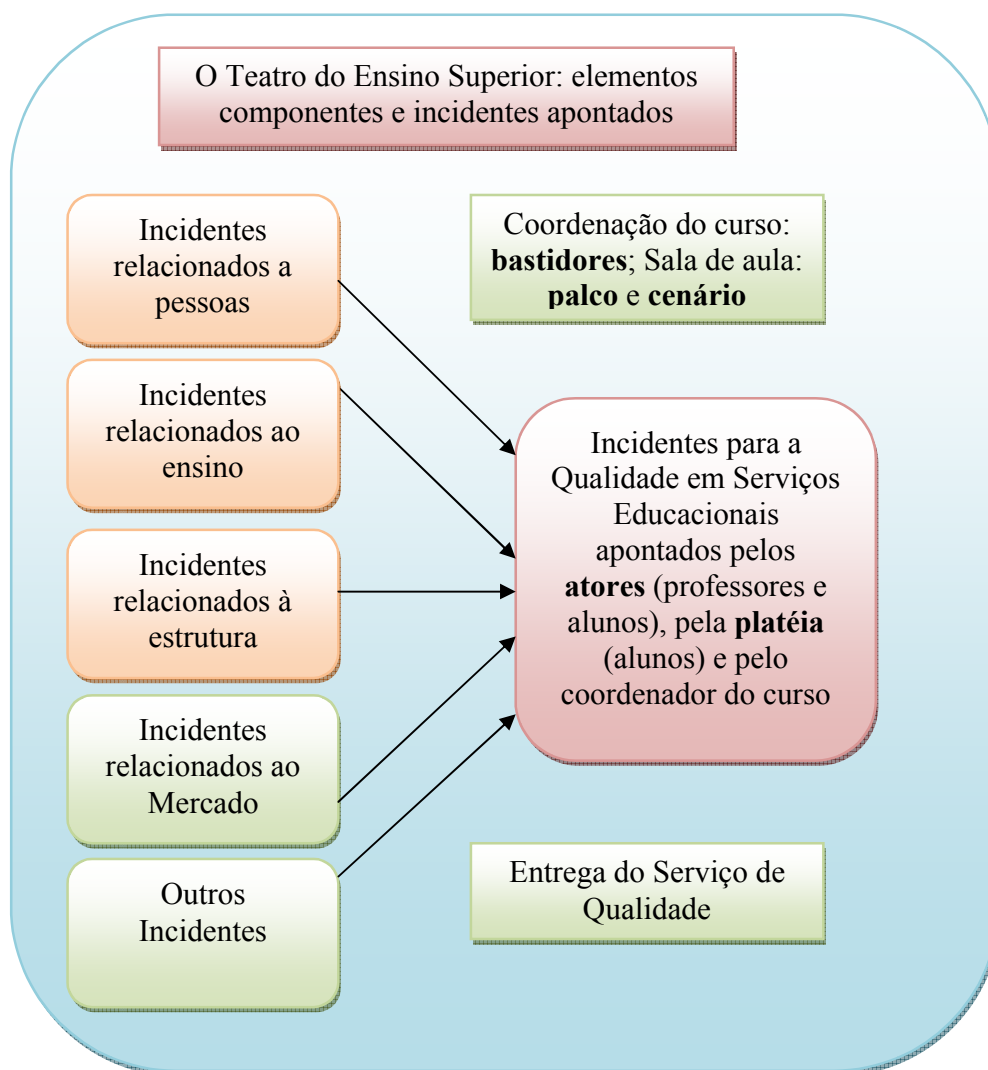 O Teatro do Ensino Superior: elementos
componentes e incidentes apontados
Incidentes
relacionados a
pessoas
Coordenação do curso:
bastidores; Sala de aula:
palco e cenário
Incidentes
relacionados ao
ensino
Incidentes
relacionados à
estrutura
Incidentes
relacionados ao
Mercado
Outros
Incidentes
Incidentes para a
Qualidade em Serviços
Educacionais
apontados pelos
atores (professores e
alunos), pela platéia
(alunos) e pelo
coordenador do curso
Entrega do Serviço de
Qualidade